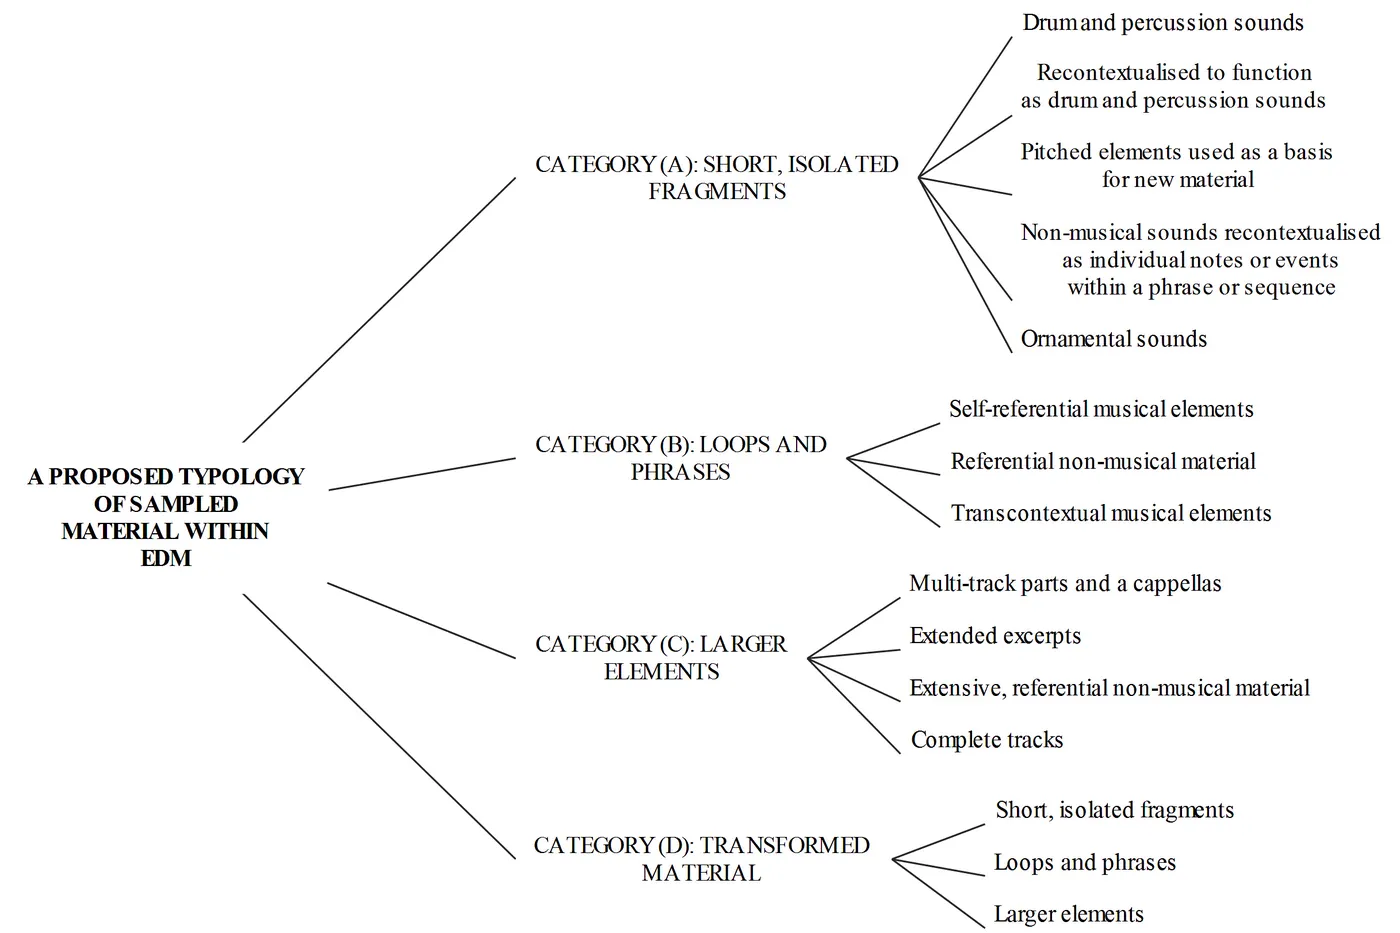 A PROPOSED TYPOLOGY
OF SAMPLED
MATERIAL WITHIN
EDM
CATEGORY (A): SHORT, ISOLATED
FRAGMENTS
Drum and percussion sounds
Recontextualised to function
as drum and percussion sounds
Pitched elements used as a basis
for new material
Non-musical sounds recontextualised
as individual notes or events
within a phrase or sequence
Ornamental sounds
CATEGORY (B): LOOPS AND
PHRASES
Self-referential musical elements
Referential non-musical material
Transcontextual musical elements
CATEGORY (C): LARGER
ELEMENTS
Multi-track parts and a cappellas
Extended excerpts
Extensive, referential non-musical material
Complete tracks
CATEGORY (D): TRANSFORMED
MATERIAL
Short, isolated fragments
Loops and phrases
Larger elements